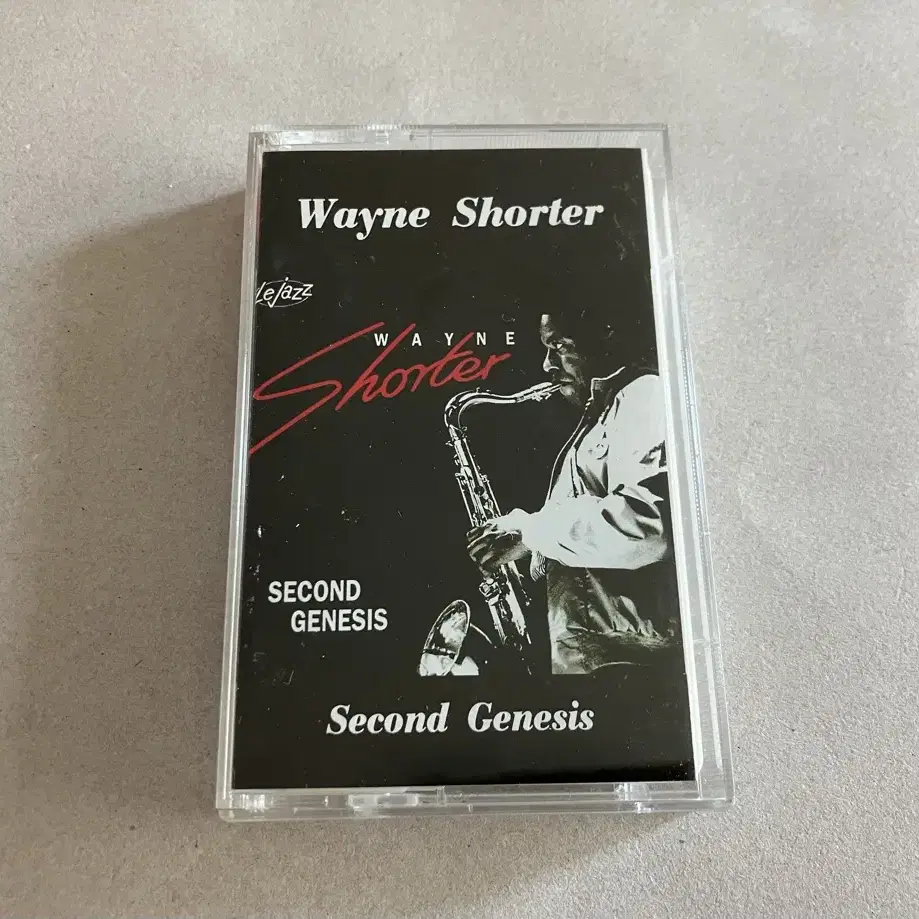 Wayne Shorter
LeJazz
WAYNE
Shorter
SECOND
GENESIS
Second Genesis